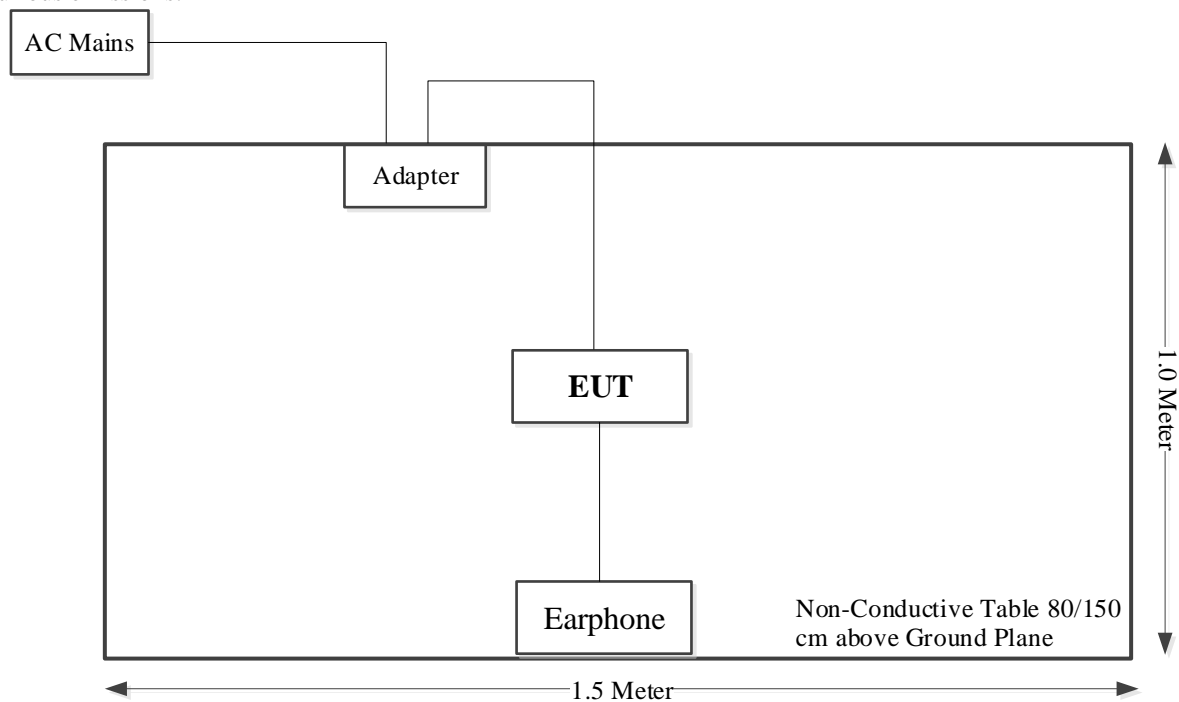 AC Mains
Adapter
EUT
1.0 Meter
Earphone
Non-Conductive Table 80/150
cm above Ground Plane
1.5 Meter